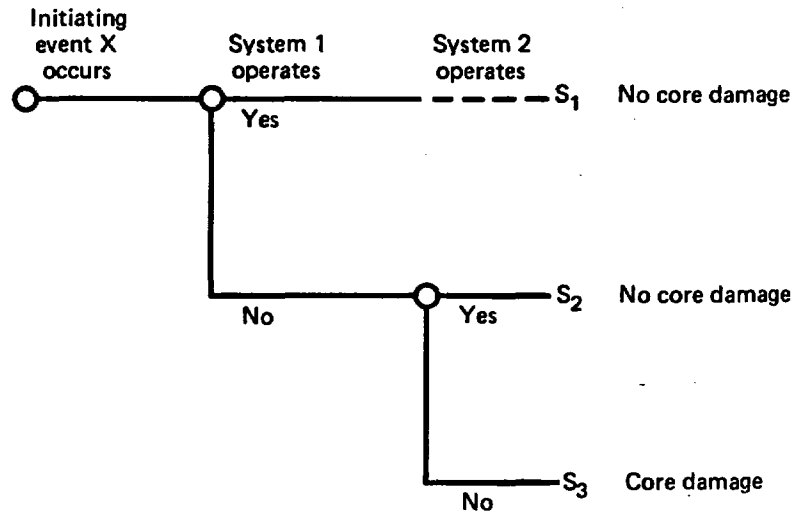 Initiating
event X
occurs
System 1
operates
System 2
operates
Yes
S1
No core damage
No
Yes
S2
No core damage
No
S3
Core damage